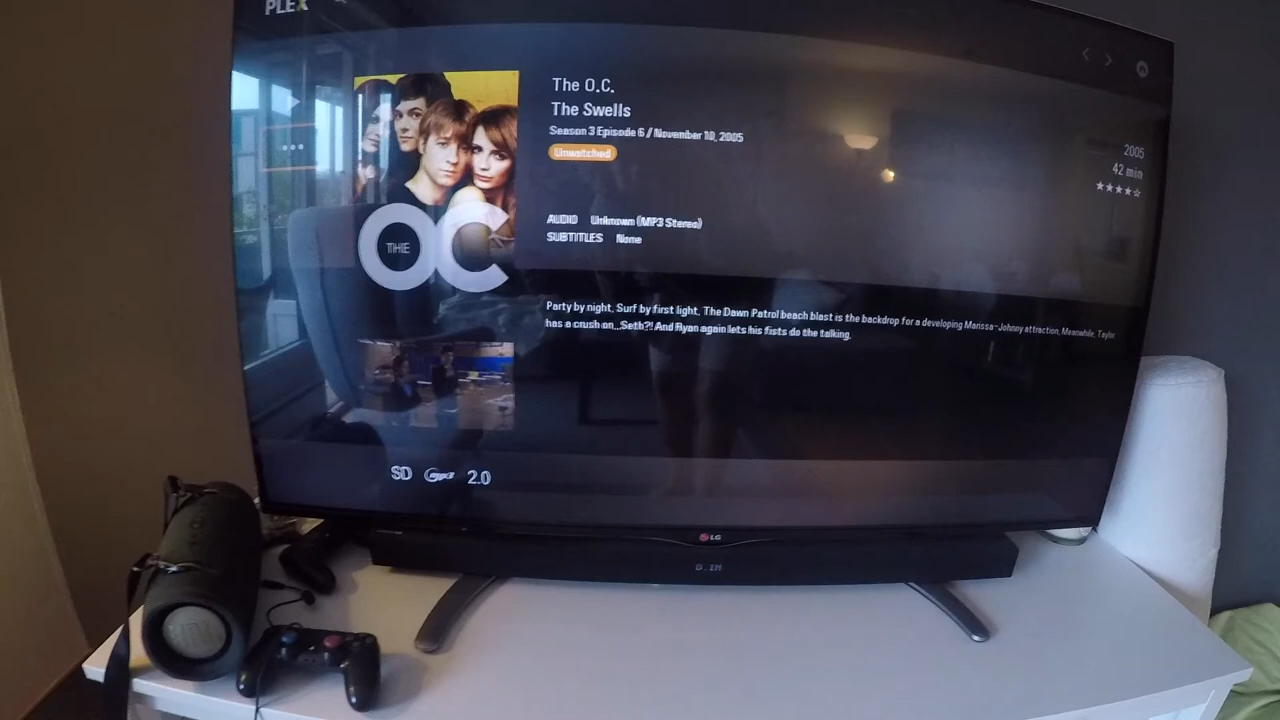 PLEX
The O.C.
The Swells
Season 3 Episode 6 / November 10, 2005
Unwatched
2005
42 min
AUDIO Unknown (MP3 Stereo)
SUBTITLES None
THE OC
Party by night, Surf by first light, The Dawn Patrol beach blast is the backdrop for a developing Marissa-Johnny attraction, Meanwhile, Taylor
has a crush on...Seth?! And Ryan again lets his fists do the talking.
SD MP3 2.0
LG
D.IN